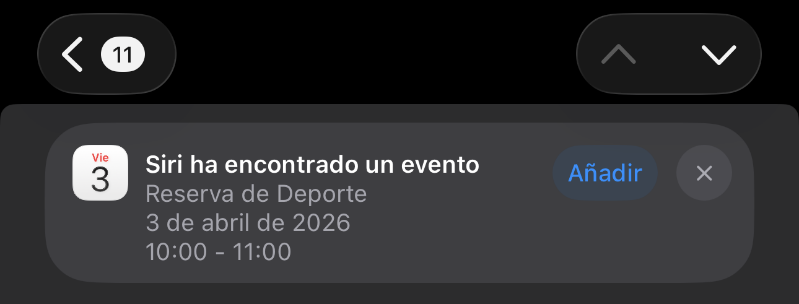 11
Vie
3
Siri ha encontrado un evento
Reserva de Deporte
3 de abril de 2026
10:00 - 11:00
Añadir